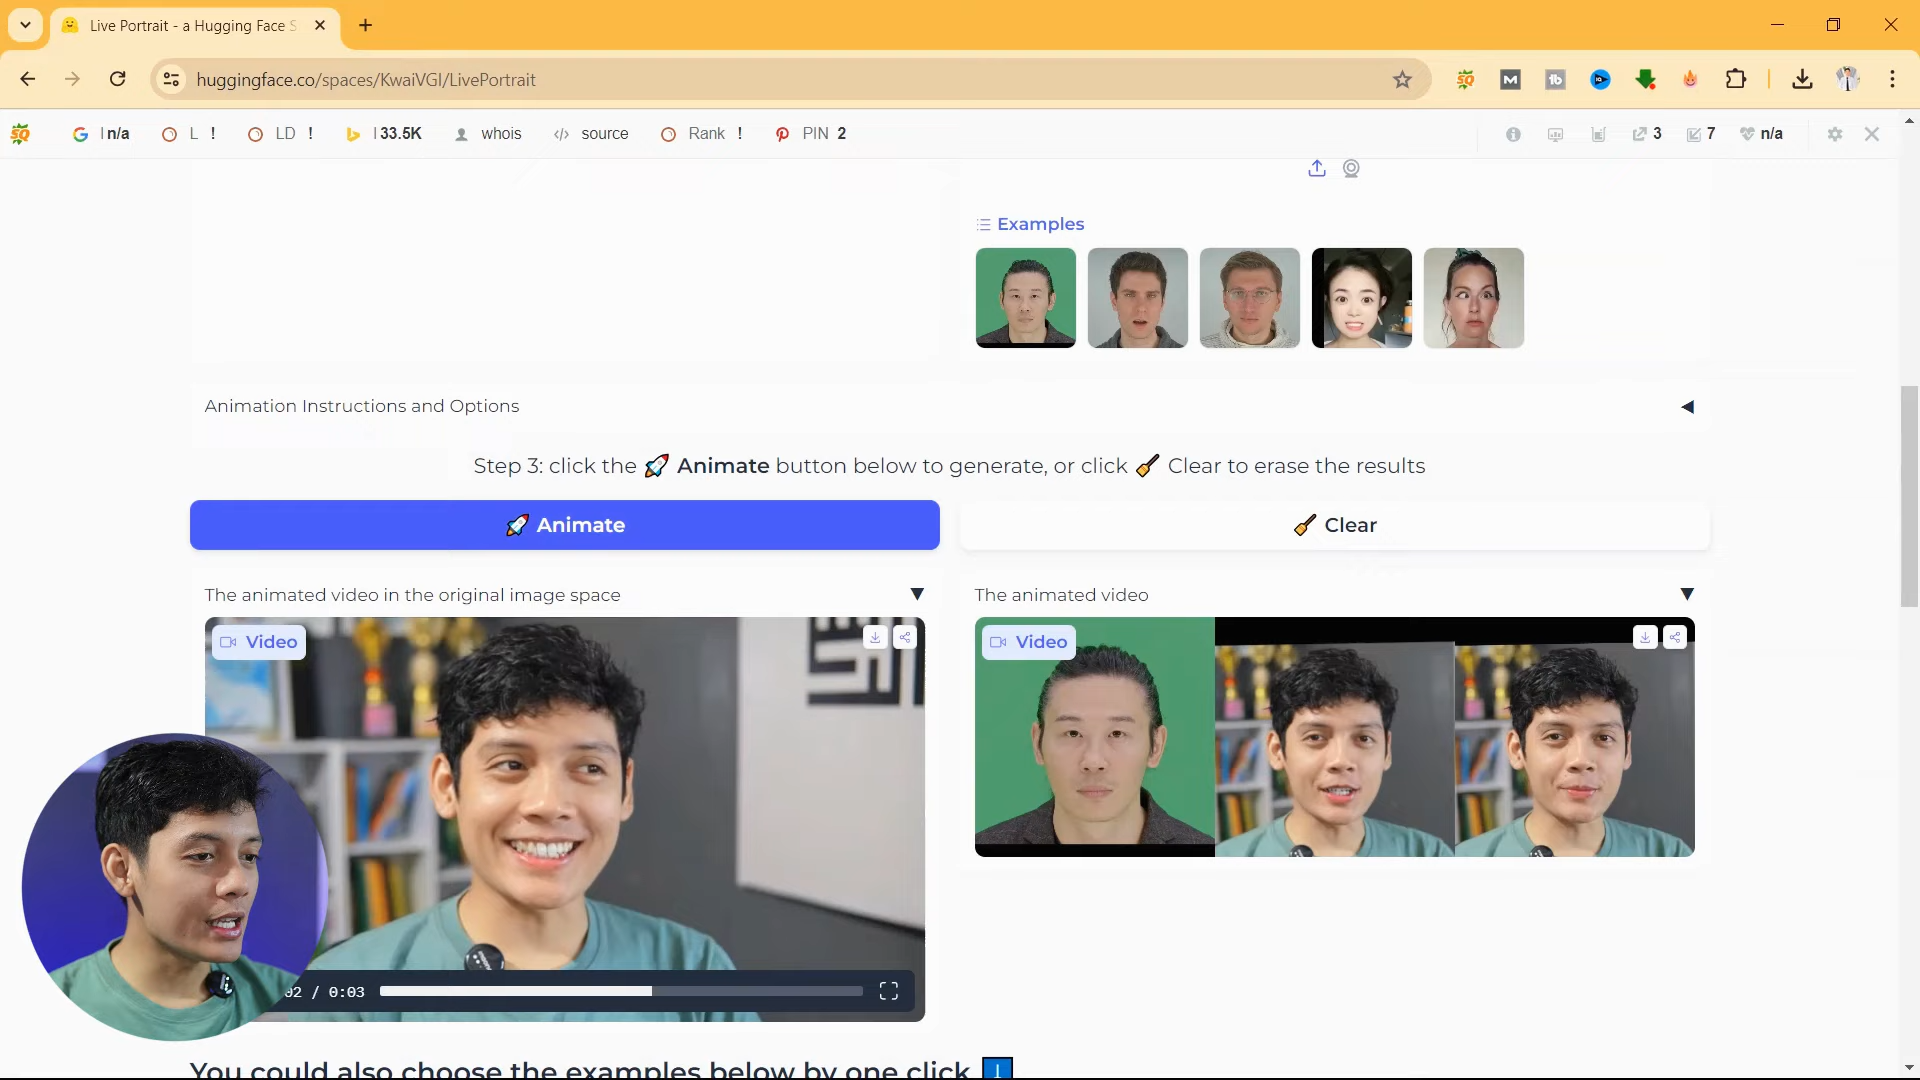 Live Portrait - a Hugging Face S
huggingface.co/spaces/KwaiVGI/LivePortrait
n/a L ! LD ! 33.5K whois source Rank ! PIN 2 3 7 n/a
Examples
Animation Instructions and Options
Step 3: click the 🚀 Animate button below to generate, or click 🧹 Clear to erase the results
🚀 Animate
🧹 Clear
The animated video in the original image space
The animated video
Video
Video
02 / 0:03
You could also choose the examples below by one click ⬇️